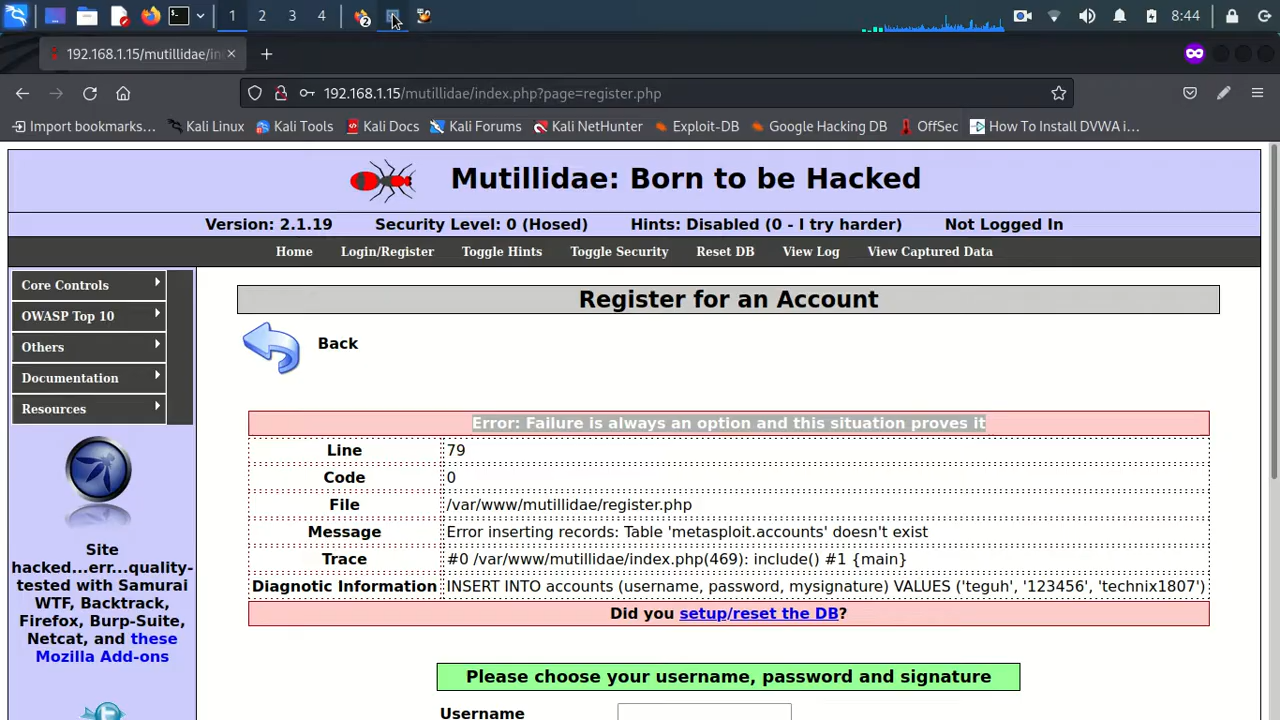 1 2 3 4 2 8:44
192.168.1.15/mutillidae/in
192.168.1.15/mutillidae/index.php?page=register.php
Import bookmarks... Kali Linux Kali Tools Kali Docs Kali Forums Kali NetHunter Exploit-DB Google Hacking DB OffSec How To Install DVWA i...
Mutillidae: Born to be Hacked
Version: 2.1.19 Security Level: 0 (Hosed) Hints: Disabled (0 - I try harder) Not Logged In
Home Login/Register Toggle Hints Toggle Security Reset DB View Log View Captured Data
Core Controls
OWASP Top 10
Others
Documentation
Resources
Site
hacked...err...quality-
tested with Samurai
WTF, Backtrack,
Firefox, Burp-Suite,
Netcat, and these
Mozilla Add-ons
Register for an Account
Back
Error: Failure is always an option and this situation proves it
Line 79
Code 0
File /var/www/mutillidae/register.php
Message Error inserting records: Table 'metasploit.accounts' doesn't exist
Trace #0 /var/www/mutillidae/index.php(469): include() #1 {main}
Diagnostic Information INSERT INTO accounts (username, password, mysignature) VALUES ('teguh', '123456', 'technix1807')
Did you setup/reset the DB?
Please choose your username, password and signature
Username